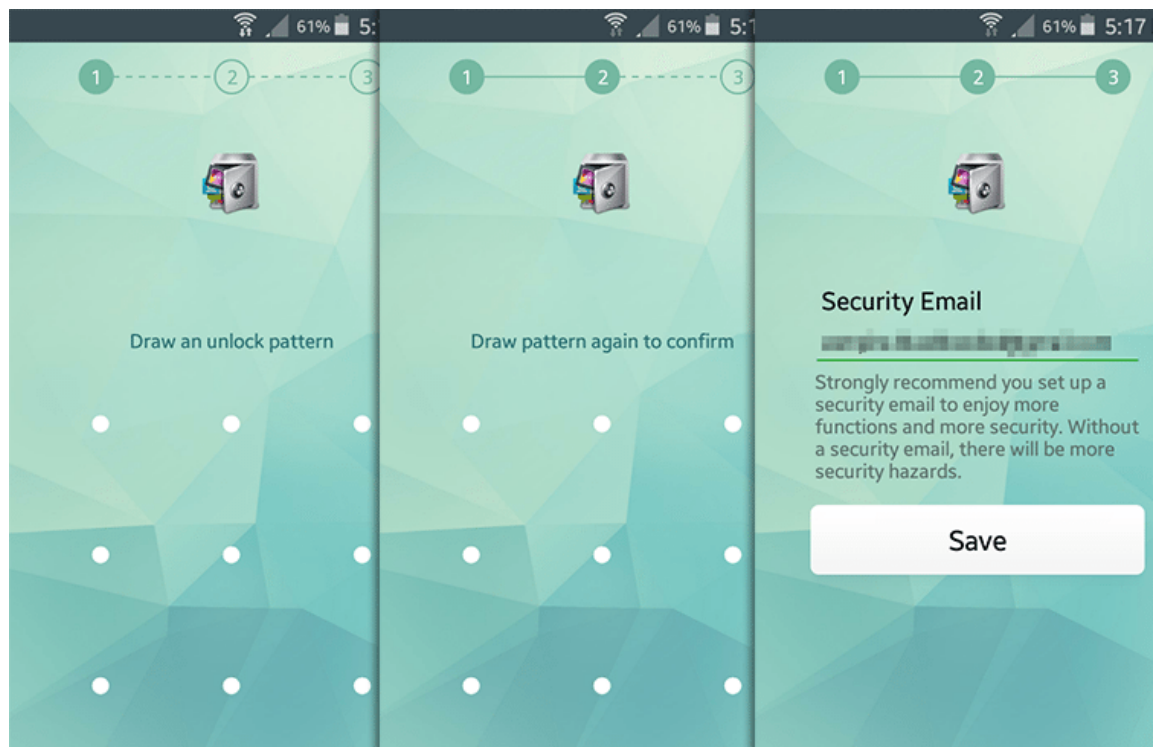 61% 5:
1 2 3
Draw an unlock pattern
61% 5:1
1 2 3
Draw pattern again to confirm
61% 5:17
1 2 3
Security Email
Strongly recommend you set up a
security email to enjoy more
functions and more security. Without
a security email, there will be more
security hazards.
Save